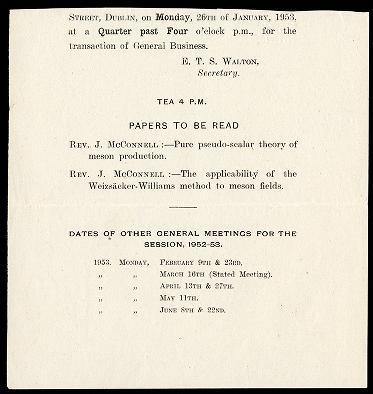 STREET, DUBLIN, on Monday, 26TH of JANUARY, 1953,
at a Quarter past Four o'clock p.m., for the
transaction of General Business.
E. T. S. WALTON,
Secretary.
TEA 4 P.M.
PAPERS TO BE READ
REV. J. MCCONNELL :—Pure pseudo-scalar theory of
meson production.
REV. J. MCCONNELL :—The applicability of the
Weizsäcker-Williams method to meson fields.
DATES OF OTHER GENERAL MEETINGS FOR THE
SESSION, 1952-53.
1953. MONDAY, FEBRUARY 9TH & 23RD.
„ „ MARCH 16TH (Stated Meeting).
„ „ APRIL 13TH & 27TH.
„ „ MAY 11TH.
„ „ JUNE 8TH & 22ND.